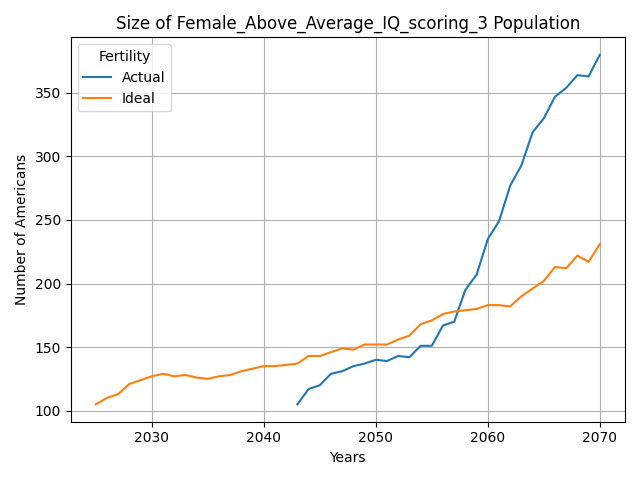 Size of Female_Above_Average_IQ_scoring_3 Population
Fertility
Actual
Ideal
Number of Americans
350
300
250
200
150
100
2030
2040
2050
2060
2070
Years